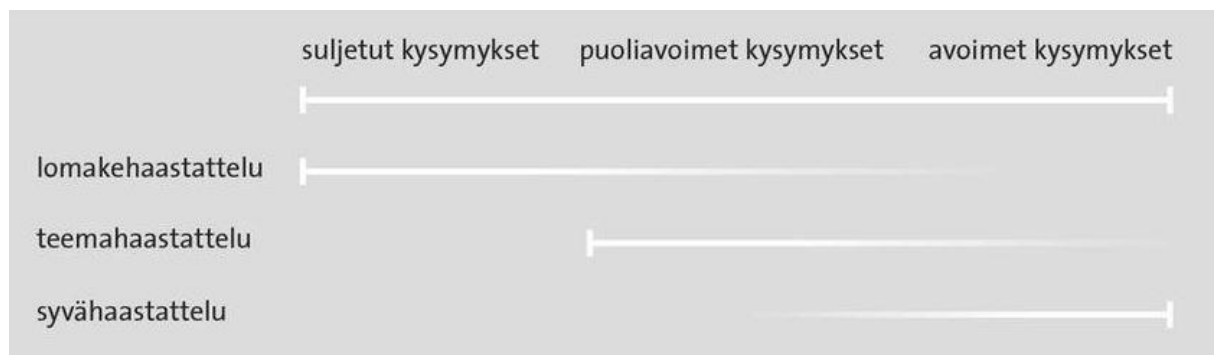 suljetut kysymykset puoliavoimet kysymykset avoimet kysymykset
lomakehaastattelu
teemahaastattelu
syvähaastattelu